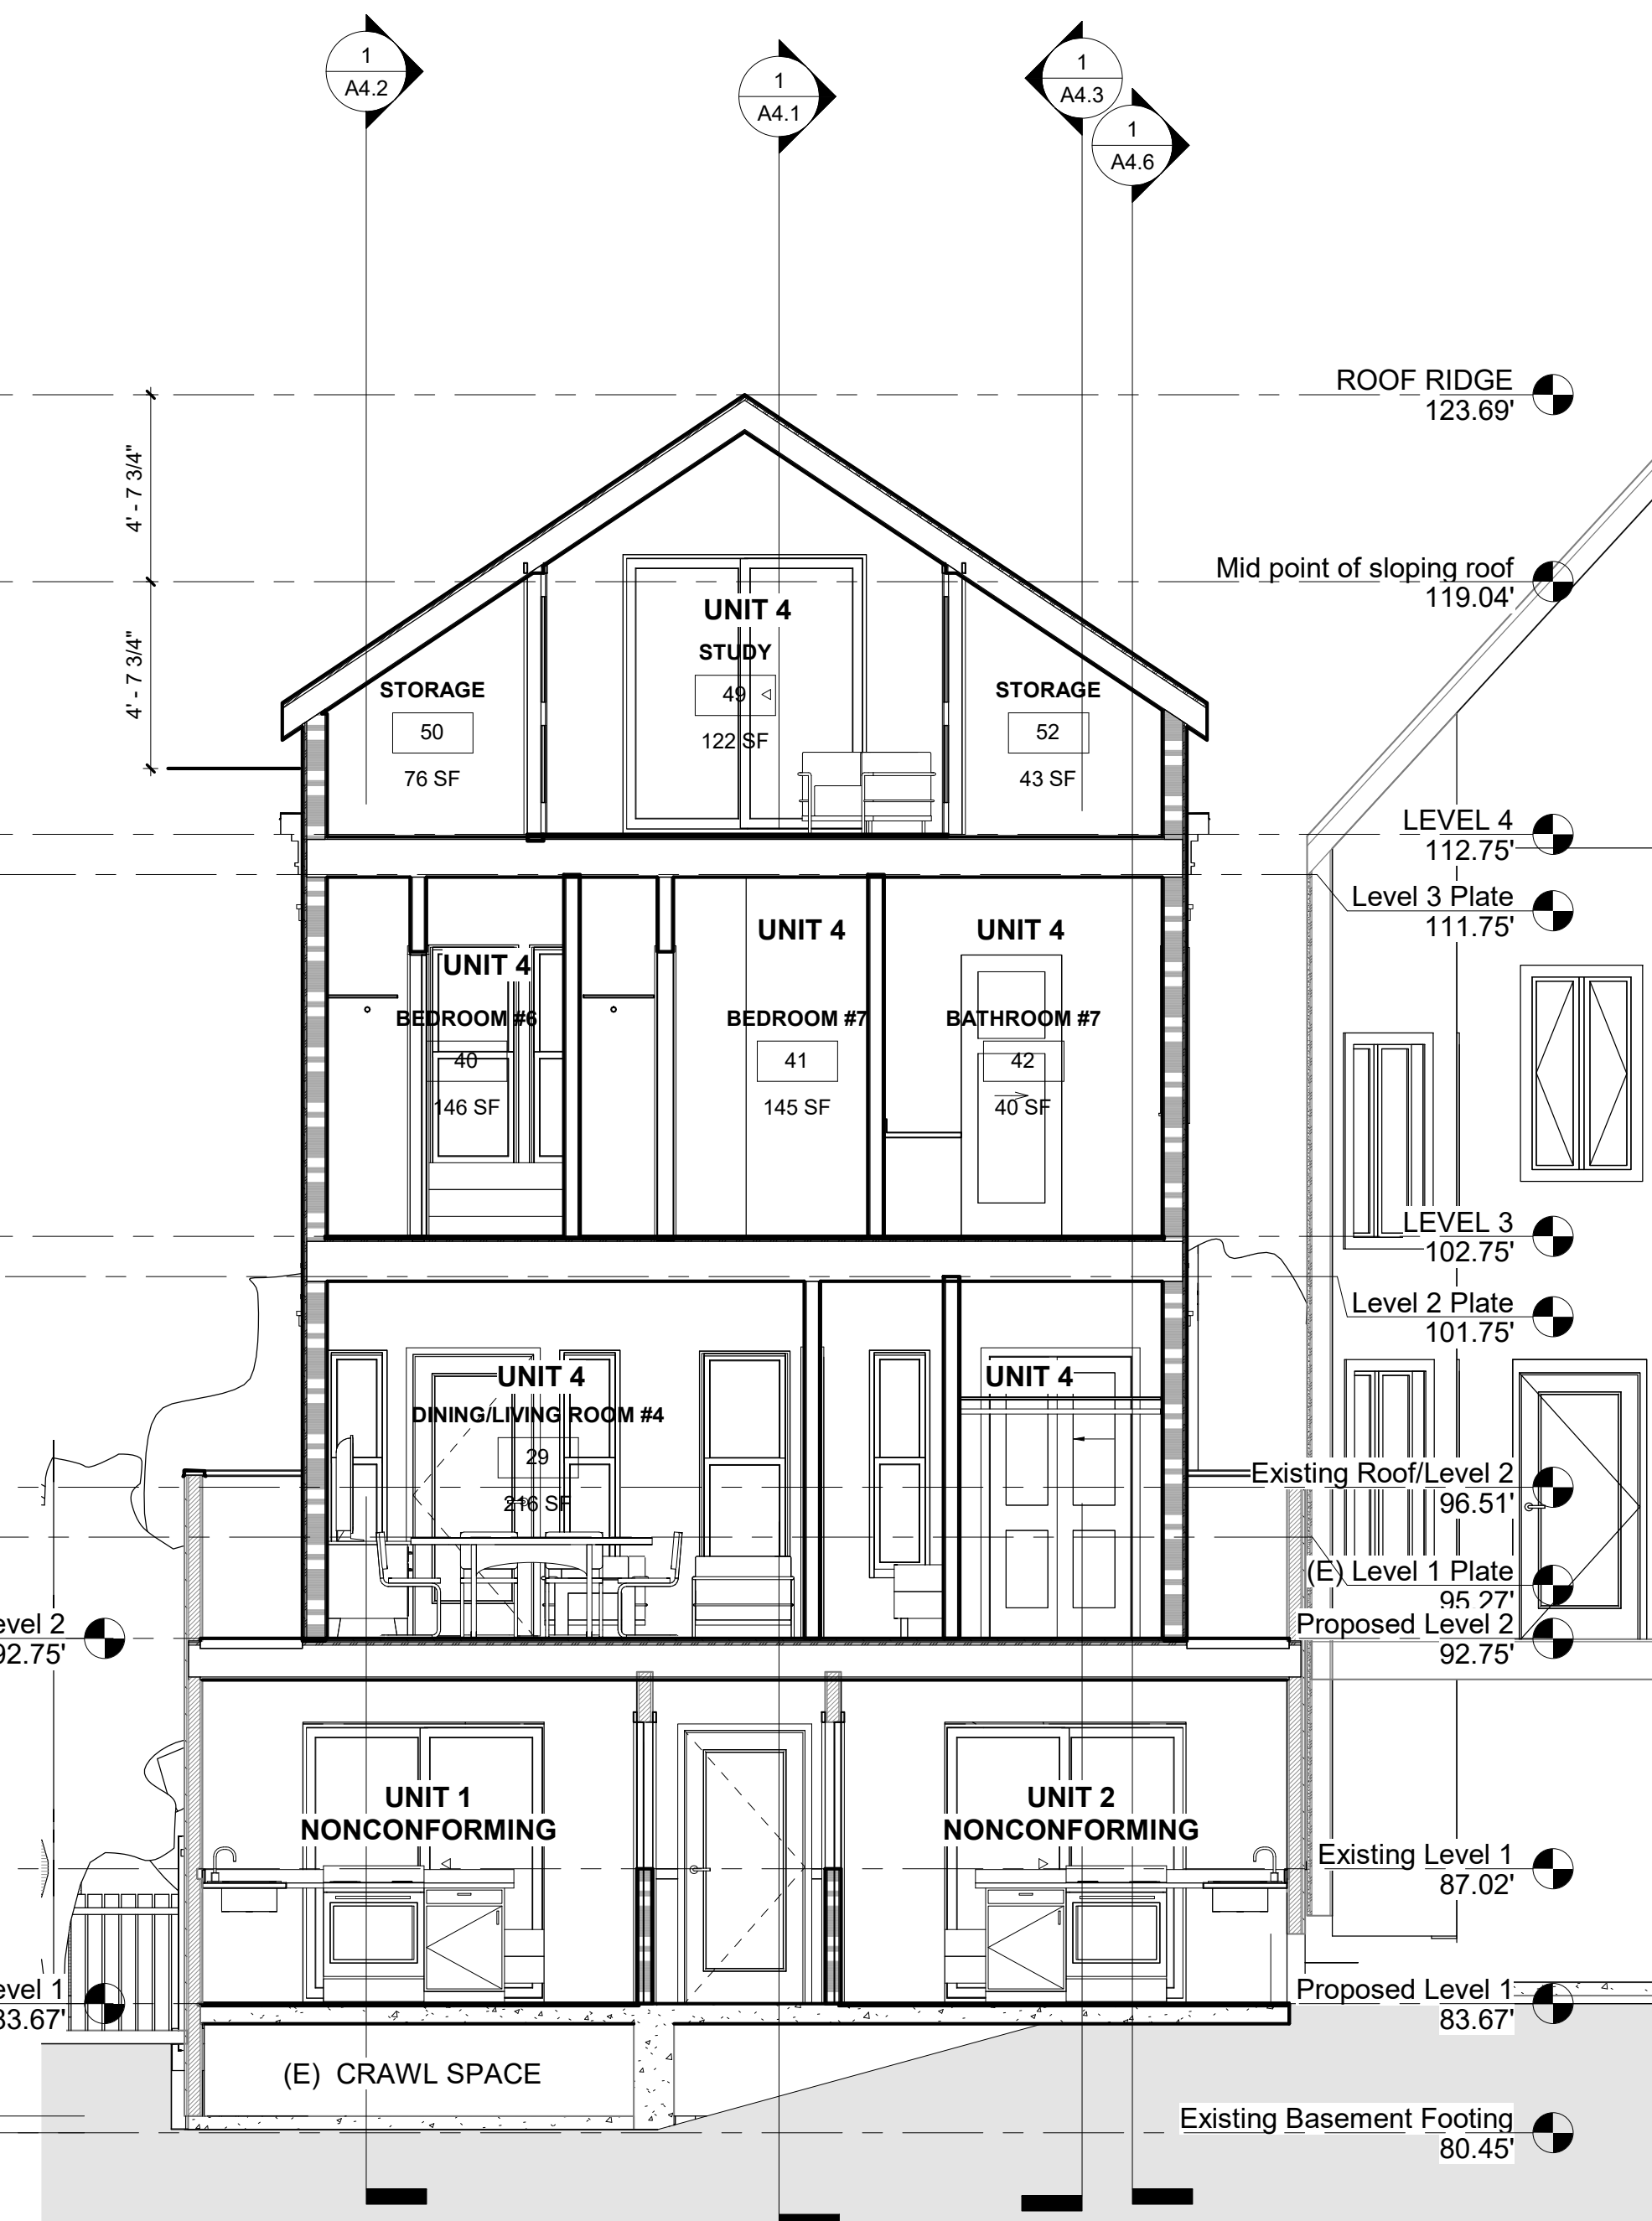 1
A4.2
1
A4.1
1
A4.3
1
A4.6
ROOF RIDGE
123.69'
4' - 7 3/4"
Mid point of sloping roof
119.04'
4' - 7 3/4"
UNIT 4
STUDY
49
122 SF
STORAGE
50
76 SF
STORAGE
52
43 SF
LEVEL 4
112.75'
Level 3 Plate
111.75'
UNIT 4
BEDROOM #6
40
146 SF
UNIT 4
BEDROOM #7
41
145 SF
UNIT 4
BATHROOM #7
42
40 SF
LEVEL 3
102.75'
Level 2 Plate
101.75'
UNIT 4
DINING/LIVING ROOM #4
29
216 SF
UNIT 4
Existing Roof/Level 2
96.51'
(E) Level 1 Plate
95.27'
Proposed Level 2
92.75'
evel 2
92.75'
UNIT 1
NONCONFORMING
UNIT 2
NONCONFORMING
Existing Level 1
87.02'
evel 1
83.67'
Proposed Level 1
83.67'
(E) CRAWL SPACE
Existing Basement Footing
80.45'